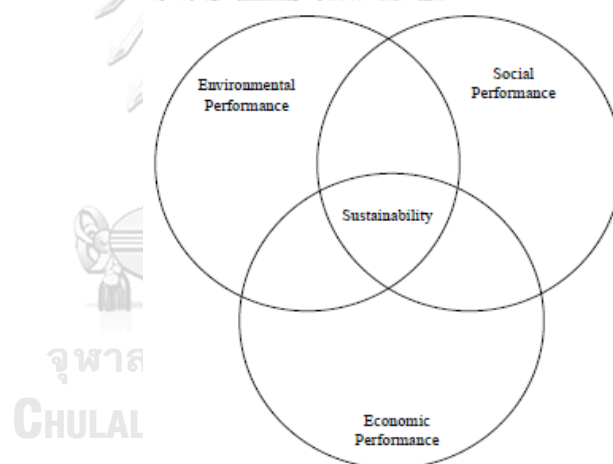 Environmental
Performance
Social
Performance
Sustainability
Economic
Performance
จุฬาล
CHULAL